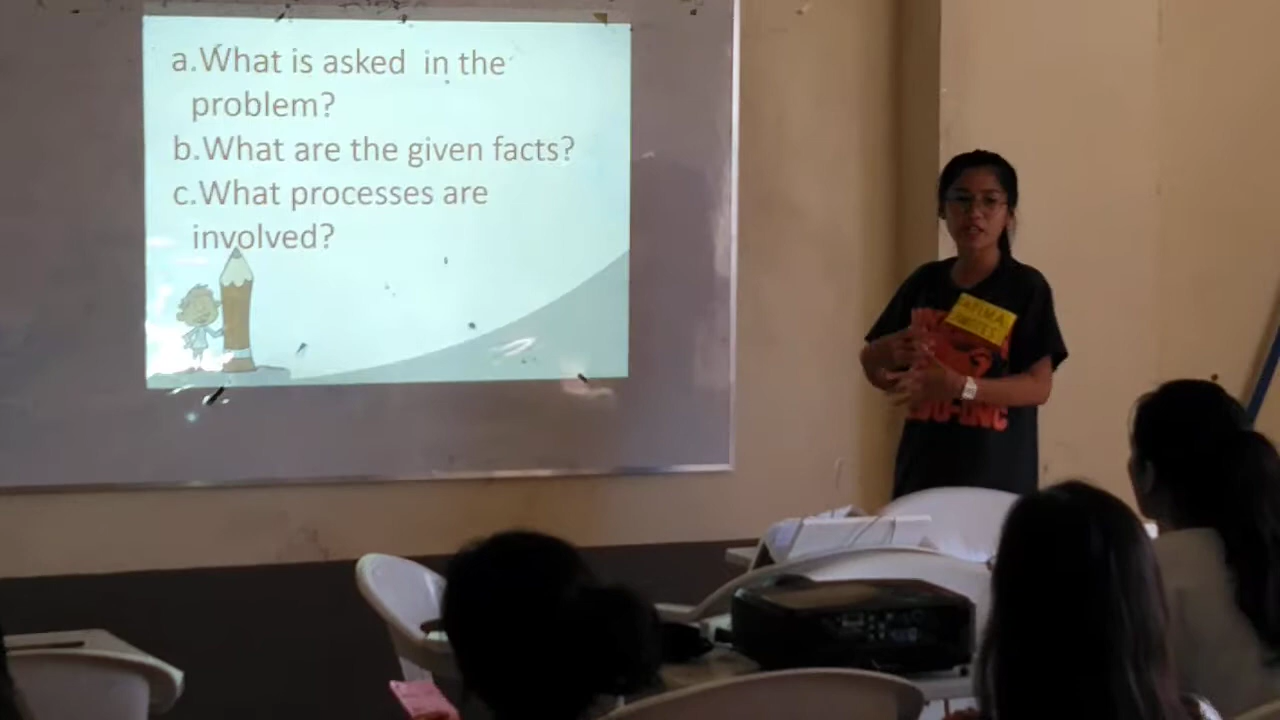 a.What is asked in the
problem?
b.What are the given facts?
c.What processes are
involved?